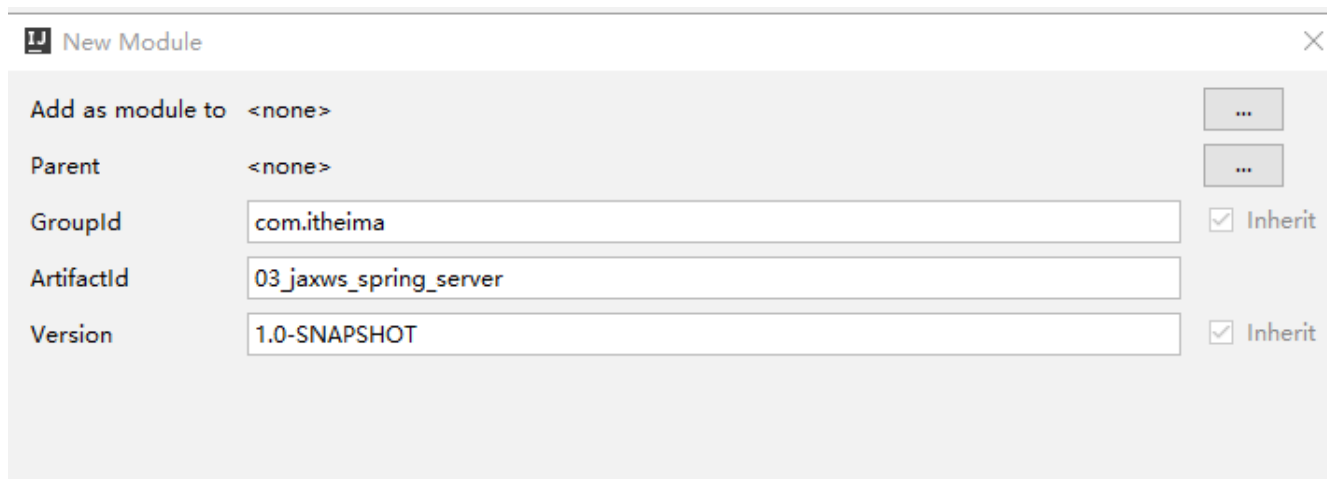 IJ New Module
Add as module to <none> ...
Parent <none> ...
GroupId com.itheima Inherit
ArtifactId 03_jaxws_spring_server
Version 1.0-SNAPSHOT Inherit